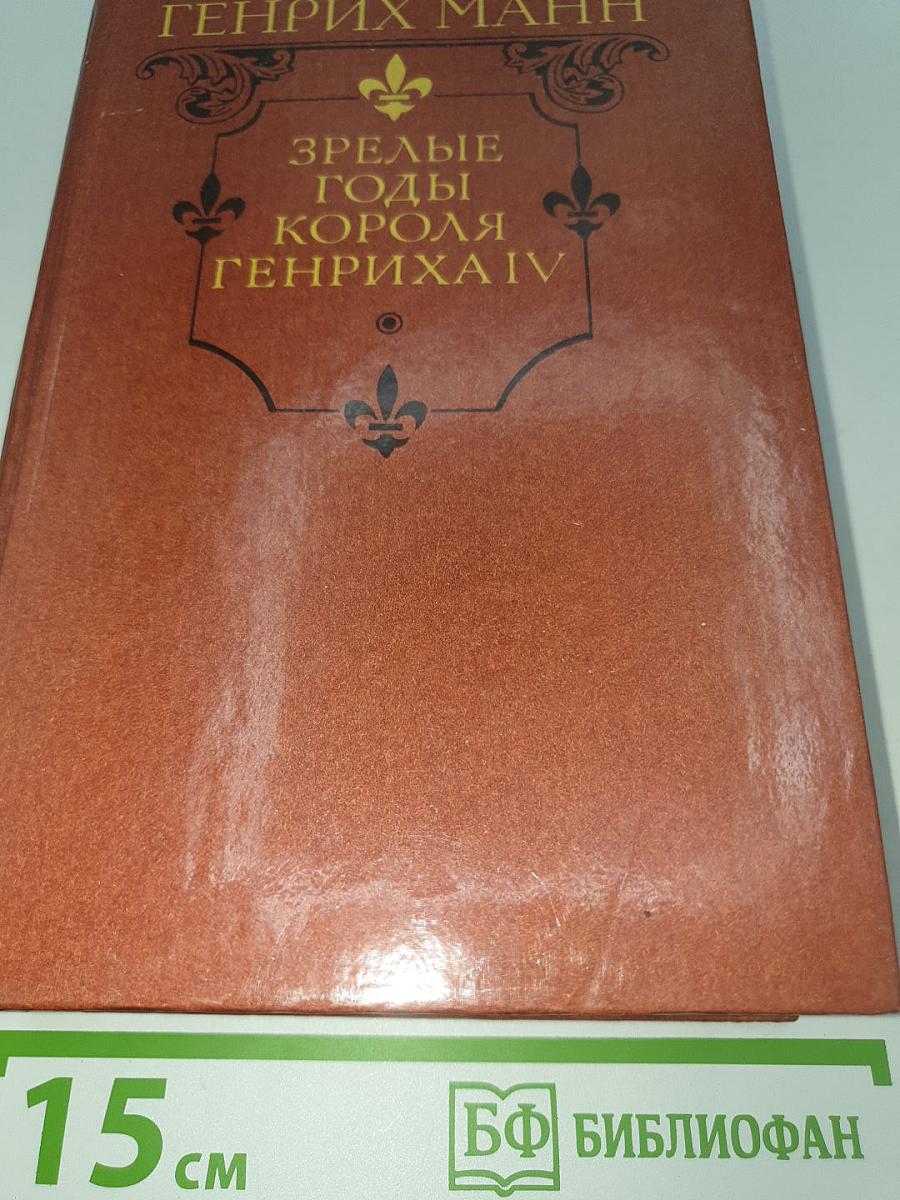 ГЕНРИХ МАНН
ЗРЕЛЫЕ
ГОДЫ
КОРОЛЯ
ГЕНРИХА IV
15 см
БФ БИБЛИОФАН